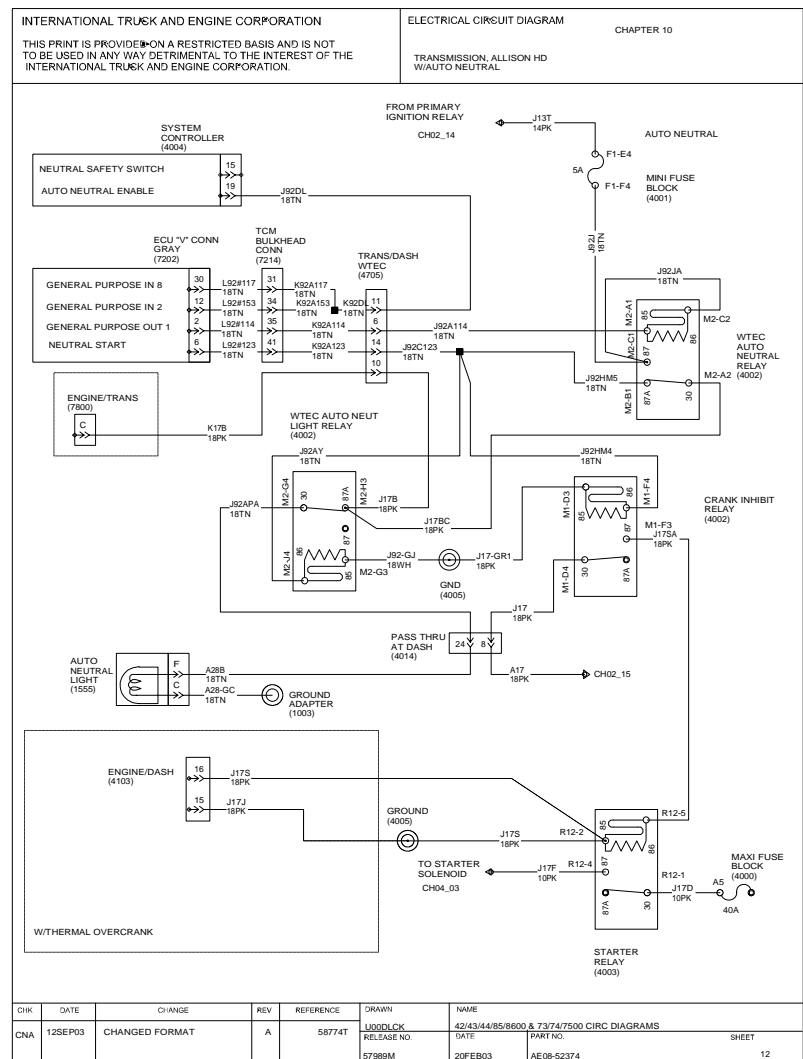 INTERNATIONAL TRUCK AND ENGINE CORPORATION
THIS PRINT IS PROVIDED ON A RESTRICTED BASIS AND IS NOT
TO BE USED IN ANY WAY DETRIMENTAL TO THE INTEREST OF THE
INTERNATIONAL TRUCK AND ENGINE CORPORATION.
ELECTRICAL CIRCUIT DIAGRAM
CHAPTER 10
TRANSMISSION, ALLISON HD
W/AUTO NEUTRAL
FROM PRIMARY
IGNITION RELAY
CH02_14
J13T
14PK
AUTO NEUTRAL
F1-E4
5A
F1-F4
MINI FUSE
BLOCK
(4001)
J92J
18TN
SYSTEM
CONTROLLER
(4004)
NEUTRAL SAFETY SWITCH
15
AUTO NEUTRAL ENABLE
19
J92DL
18TN
ECU "V" CONN
GRAY
(7202)
TCM
BULKHEAD
CONN
(7214)
TRANS/DASH
WTEC
(4705)
GENERAL PURPOSE IN 8
30
L92#117
18TN
31
K92A117
18TN
GENERAL PURPOSE IN 2
12
L92#153
18TN
34
K92A153
18TN
K92DL
18TN
11
GENERAL PURPOSE OUT 1
2
L92#114
18TN
35
K92A114
18TN
6
J92A114
18TN
NEUTRAL START
6
L92#123
18TN
41
K92A123
18TN
14
J92C123
18TN
10
J92JA
18TN
M2-A1
85
M2-C2
M2-C1
86
87
WTEC
AUTO
NEUTRAL
RELAY
(4002)
M2-A2
J92HM5
18TN
M2-B1
87A
30
ENGINE/TRANS
(7800)
C
K17B
18PK
WTEC AUTO NEUT
LIGHT RELAY
(4002)
J92AY
18TN
J92HM4
18TN
J92APA
18TN
M2-G4
30
87A
M2-H3
J17B
18PK
J17BC
18PK
87
M2-J4
86
85
M2-G3
J92-GJ
18WH
J17-GR1
18PK
GND
(4005)
M1-D3
85
86
M1-F4
87
M1-F3
J17SA
18PK
M1-D4
30
87A
CRANK INHIBIT
RELAY
(4002)
J17
18PK
PASS THRU
AT DASH
(4014)
24
8
A17
18PK
CH02_15
AUTO
NEUTRAL
LIGHT
(1555)
F
A28B
18TN
C
A28-GC
18TN
GROUND
ADAPTER
(1003)
ENGINE/DASH
(4103)
16
J17S
18PK
15
J17J
18PK
GROUND
(4005)
J17S
18PK
R12-2
85
86
R12-5
TO STARTER
SOLENOID
CH04_03
J17F
10PK
R12-4
87
R12-1
J17D
10PK
87A
30
A5
40A
MAXI FUSE
BLOCK
(4000)
W/THERMAL OVERCRANK
STARTER
RELAY
(4003)
CHK
DATE
CHANGE
REV
REFERENCE
DRAWN
NAME
CNA
12SEP03
CHANGED FORMAT
A
58774T
U00DLCK
42/43/44/85/8600 & 73/74/7500 CIRC DIAGRAMS
RELEASE NO.
DATE
PART NO.
SHEET
57989M
20FEB03
AE08-52374
12